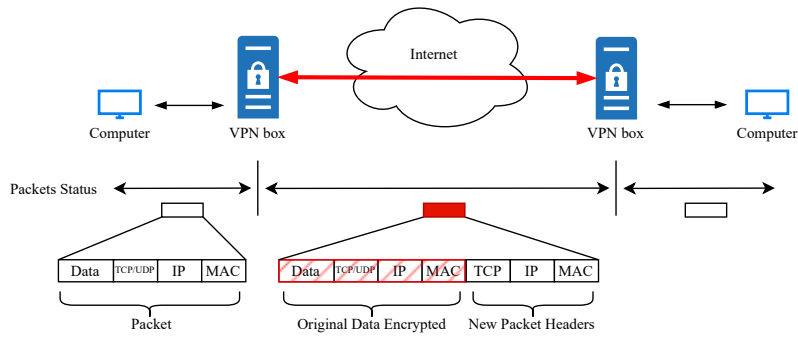 Internet
Computer
VPN box
VPN box
Computer
Packets Status
Data TCP/UDP IP MAC
Data TCP/UDP IP MAC TCP IP MAC
Packet
Original Data Encrypted
New Packet Headers